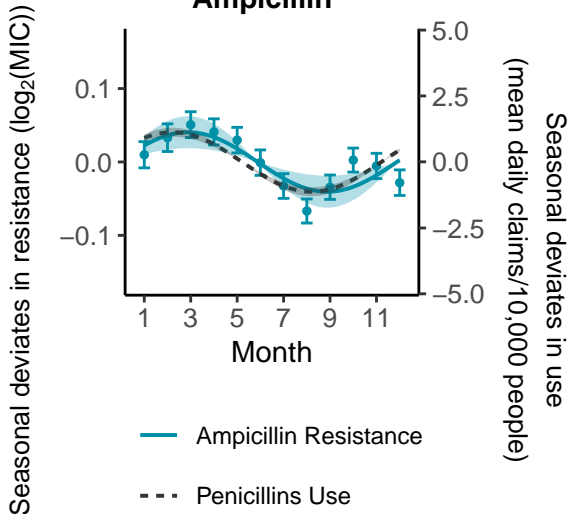 Ampicillin
Seasonal deviates in resistance (log₂(MIC))
0.1
0.0
−0.1
5.0
2.5
0.0
−2.5
−5.0
Seasonal deviates in use
(mean daily claims/10,000 people)
1 3 5 7 9 11
Month
Ampicillin Resistance
Penicillins Use